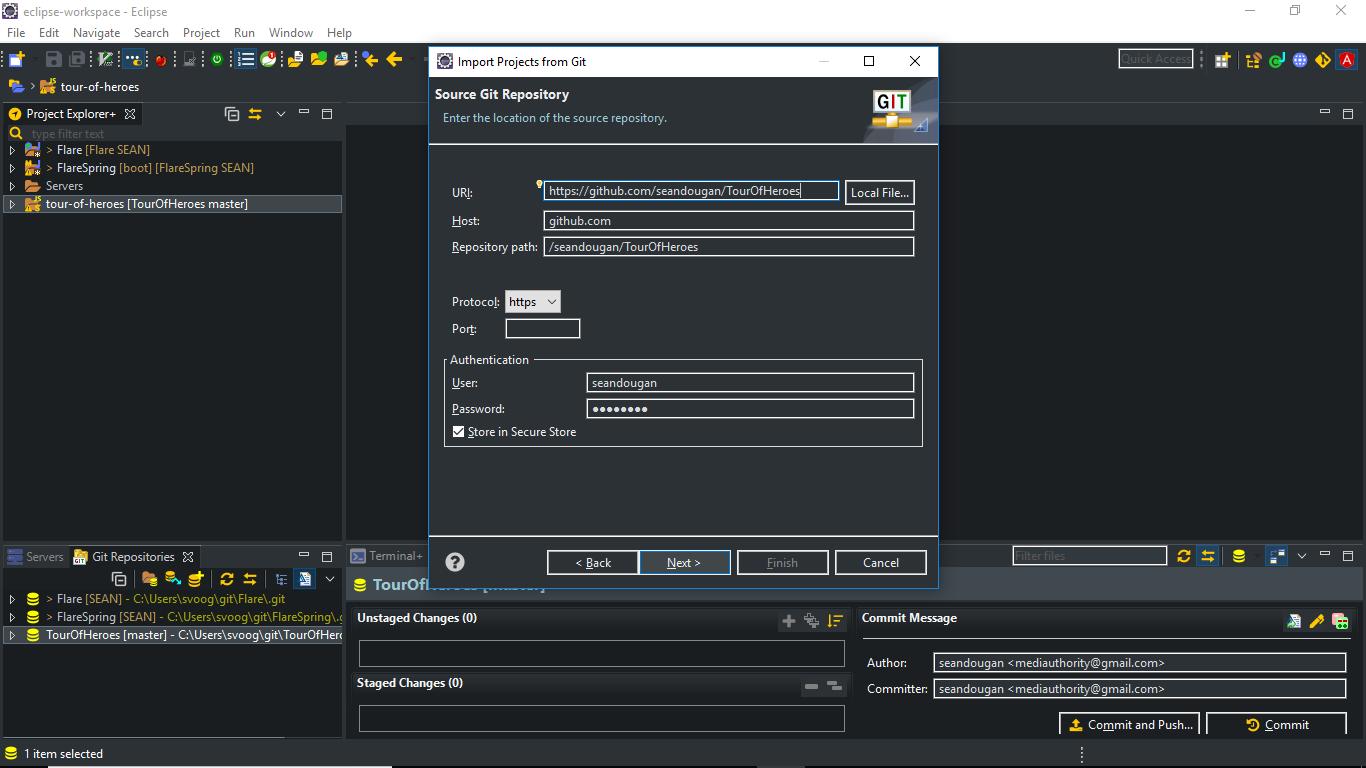 eclipse-workspace - Eclipse
File Edit Navigate Search Project Run Window Help
Quick Access
tour-of-heroes
Project Explorer+
type filter text
> Flare [Flare SEAN]
> FlareSpring [boot] [FlareSpring SEAN]
Servers
tour-of-heroes [TourOfHeroes master]
Import Projects from Git
Source Git Repository
Enter the location of the source repository.
GIT
URI: https://github.com/seandougan/TourOfHeroes Local File...
Host: github.com
Repository path: /seandougan/TourOfHeroes
Protocol: https
Port:
Authentication
User: seandougan
Password: ●●●●●●●●
Store in Secure Store
< Back Next > Finish Cancel
Servers Git Repositories
> Flare [SEAN] - C:\Users\svoog\git\Flare\.git
> FlareSpring [SEAN] - C:\Users\svoog\git\FlareSpring\.g
TourOfHeroes [master] - C:\Users\svoog\git\TourOfHero
Terminal+
Filter files
TourOfHeroes [master]
Unstaged Changes (0)
Staged Changes (0)
Commit Message
Author: seandougan <mediauthority@gmail.com>
Committer: seandougan <mediauthority@gmail.com>
Commit and Push... Commit
1 item selected